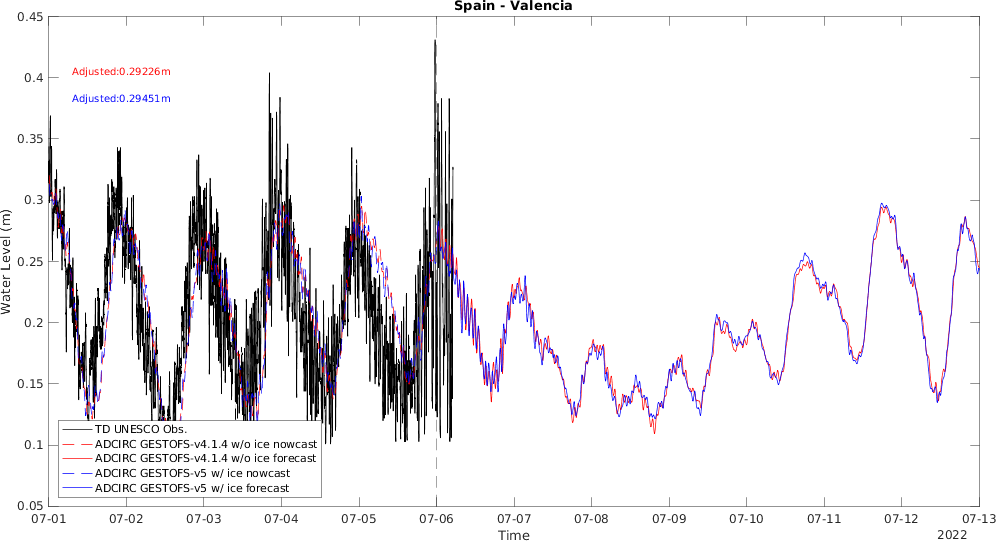 Spain - Valencia
0.45
0.4
0.35
0.3
0.25
0.2
0.15
0.1
0.05
Water Level (m)
Adjusted:0.29226m
Adjusted:0.29451m
TD UNESCO Obs.
ADCIRC GESTOFS-v4.1.4 w/o ice nowcast
ADCIRC GESTOFS-v4.1.4 w/o ice forecast
ADCIRC GESTOFS-v5 w/ ice nowcast
ADCIRC GESTOFS-v5 w/ ice forecast
07-01 07-02 07-03 07-04 07-05 07-06 07-07 07-08 07-09 07-10 07-11 07-12 07-13
Time
2022